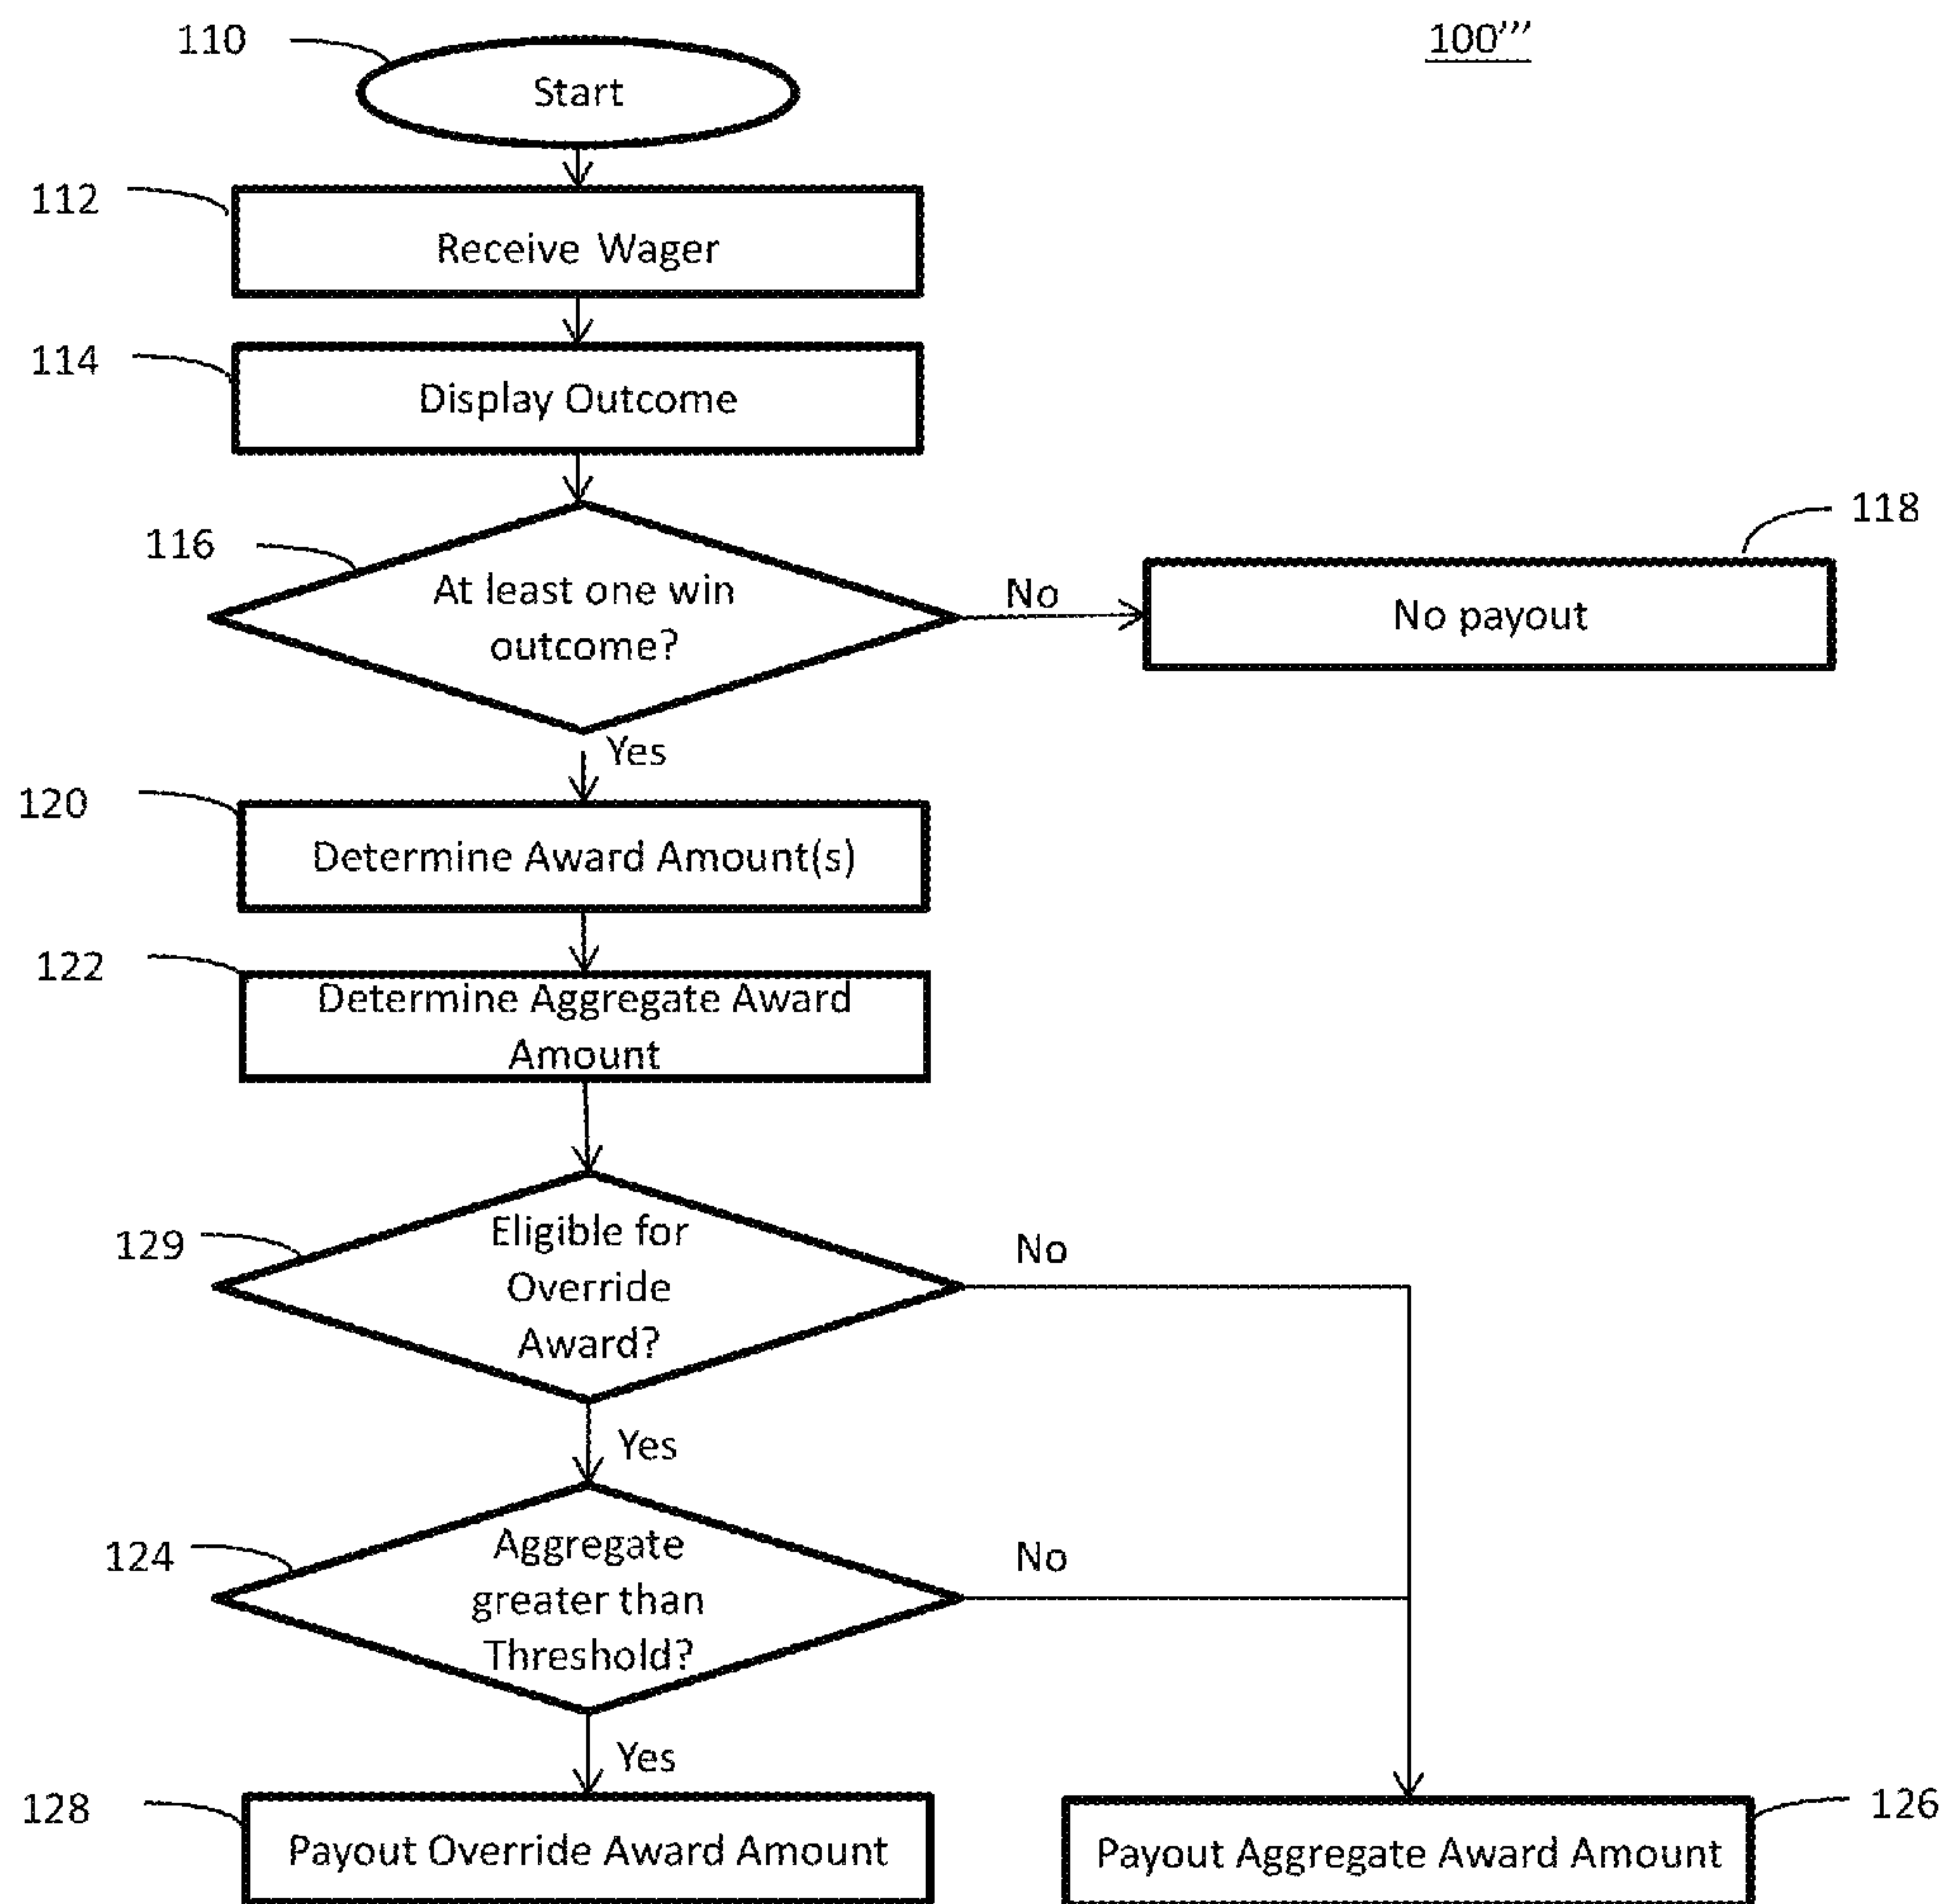 110
Start
100’’’
112
Receive Wager
114
Display Outcome
116
At least one win
outcome?
No
118
No payout
Yes
120
Determine Award Amount(s)
122
Determine Aggregate Award
Amount
129
Eligible for
Override
Award?
No
Yes
124
Aggregate
greater than
Threshold?
No
Yes
128
Payout Override Award Amount
Payout Aggregate Award Amount
126